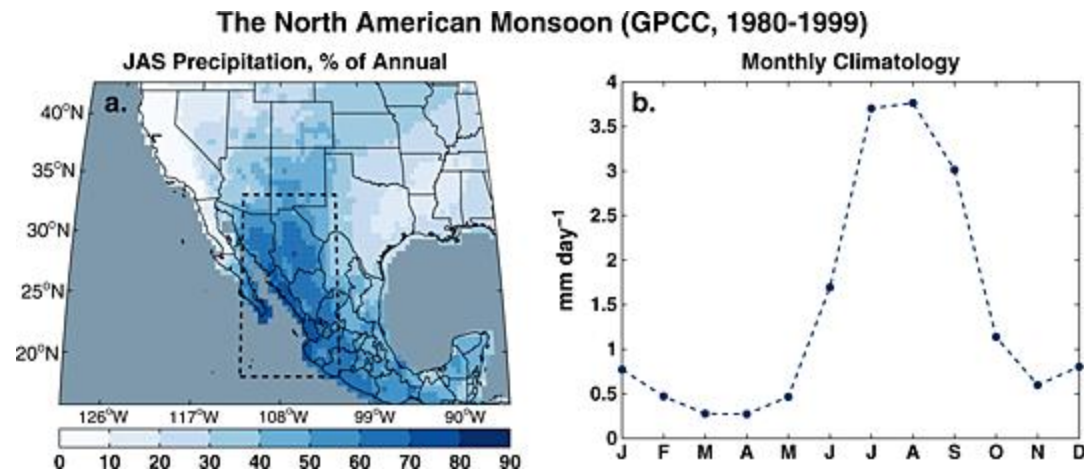 The North American Monsoon (GPCC, 1980-1999)
JAS Precipitation, % of Annual
a.
40°N
35°N
30°N
25°N
20°N
126°W 117°W 108°W 99°W 90°W
0 10 20 30 40 50 60 70 80 90
Monthly Climatology
b.
mm day⁻¹
4
3.5
3
2.5
2
1.5
1
0.5
0
J F M A M J J A S O N D